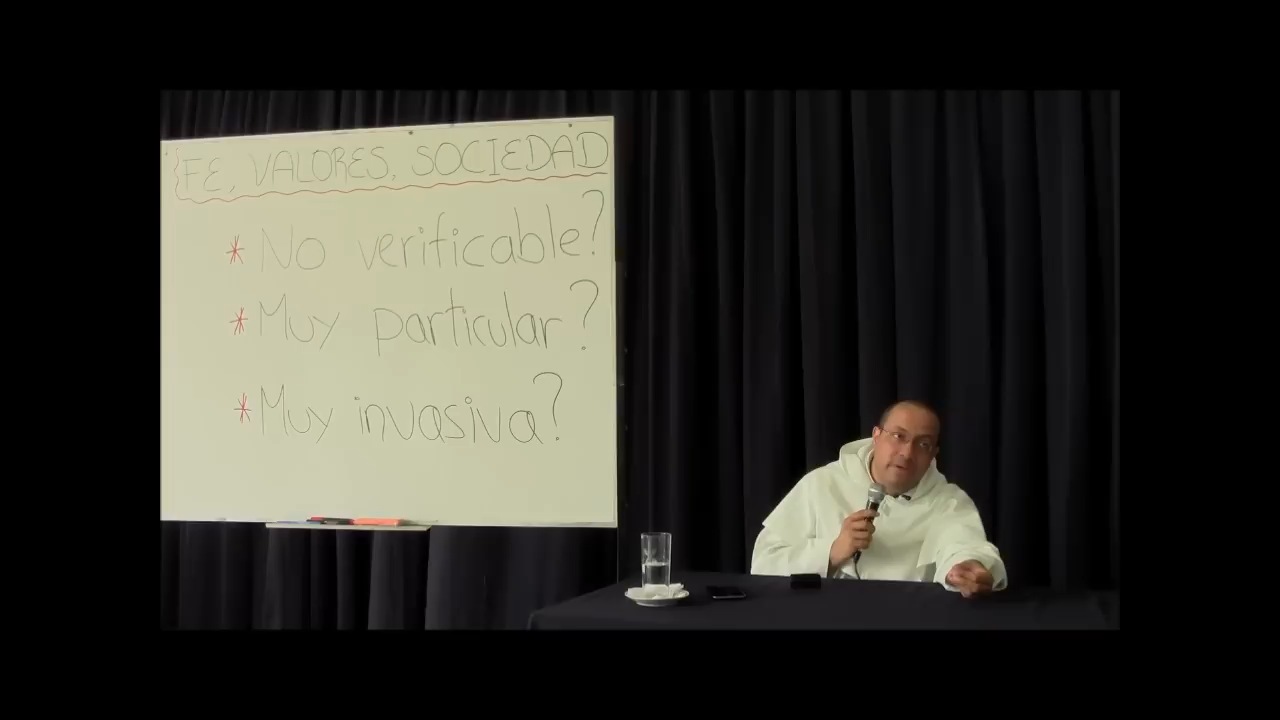 FE, VALORES, SOCIEDAD
* No verificable?
* Muy particular?
* Muy invasiva?